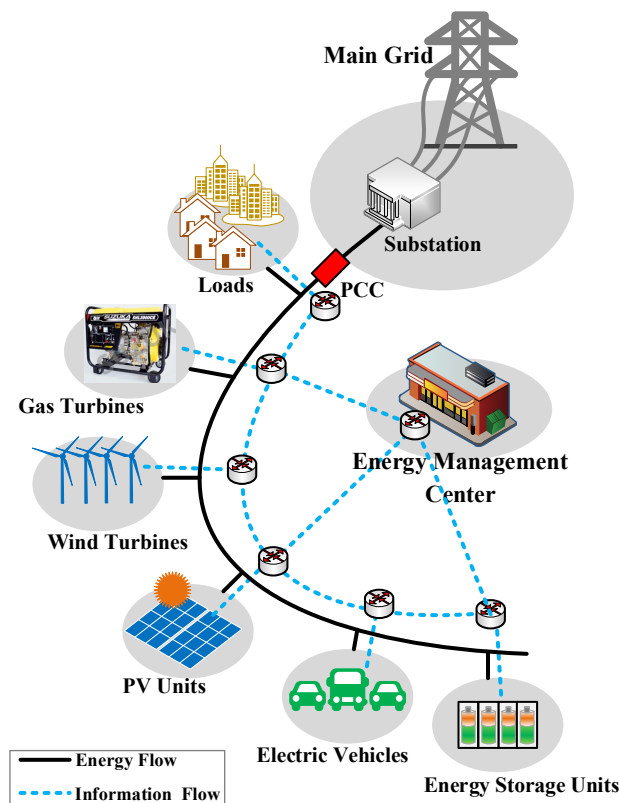 Main Grid
Substation
PCC
Loads
SUZUKA
Gas Turbines
Energy Management
Center
Wind Turbines
PV Units
Electric Vehicles
Energy Storage Units
Energy Flow
Information Flow